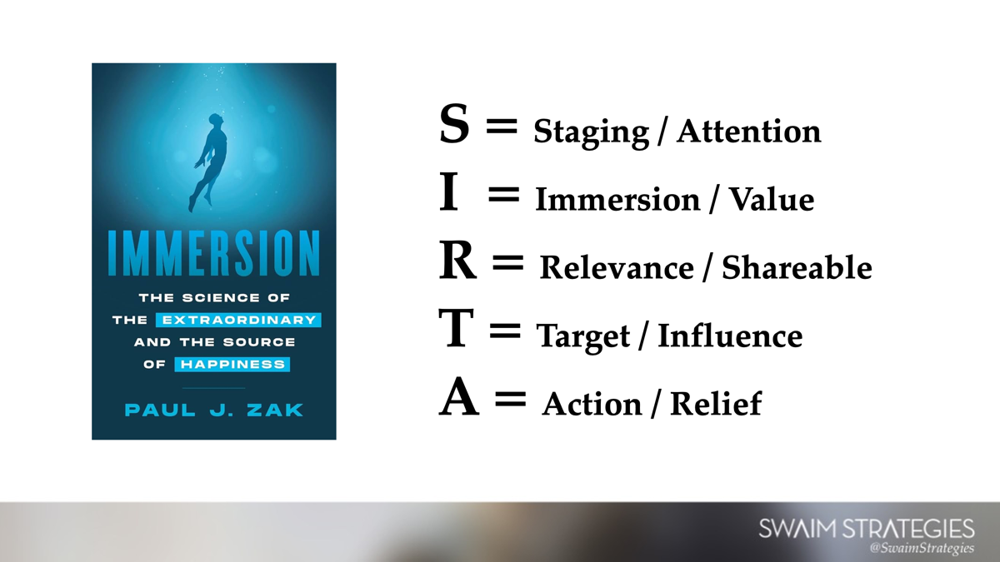 IMMERSION
THE SCIENCE OF
THE EXTRAORDINARY
AND THE SOURCE
OF HAPPINESS
PAUL J. ZAK
S = Staging / Attention
I = Immersion / Value
R = Relevance / Shareable
T = Target / Influence
A = Action / Relief
SWAIM STRATEGIES
@SwaimStrategies